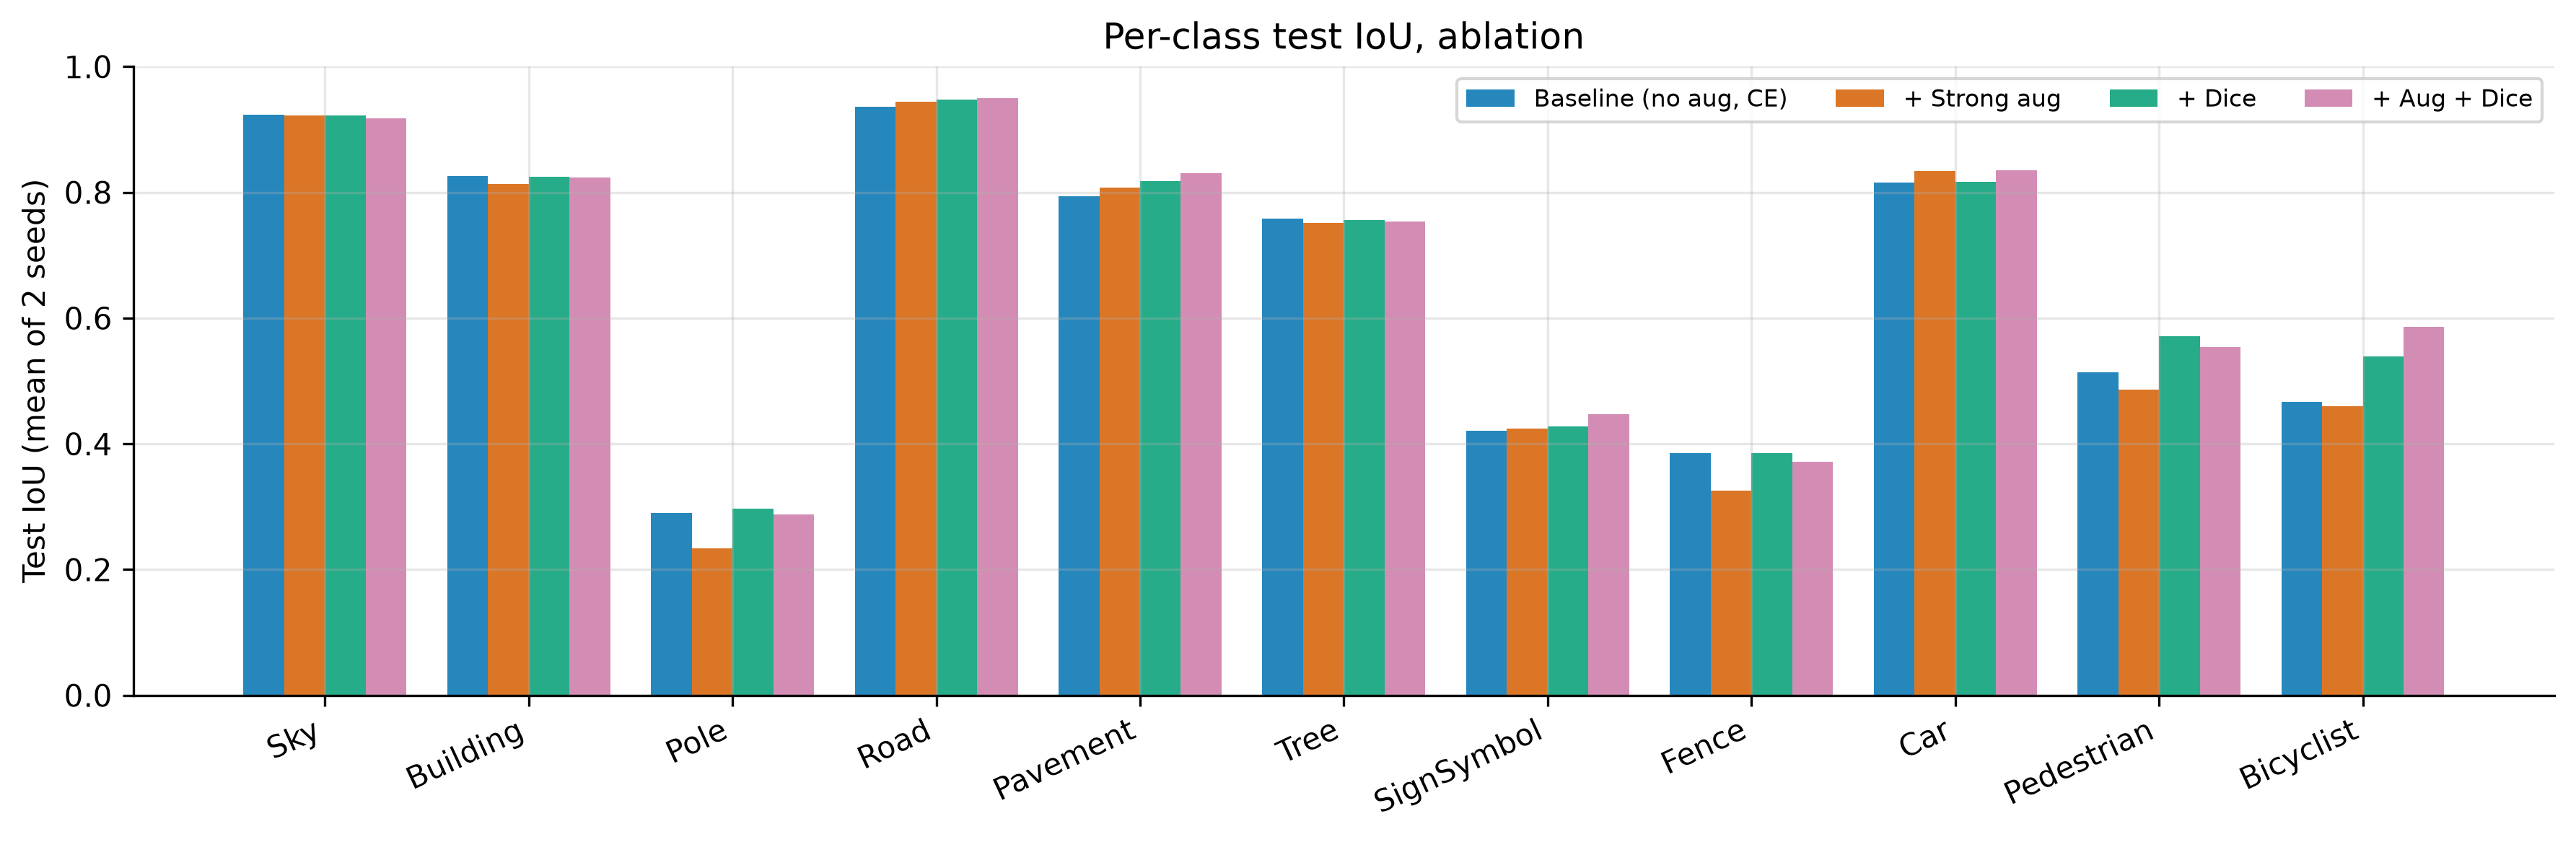 Per-class test IoU, ablation
Baseline (no aug, CE)
+ Strong aug
+ Dice
+ Aug + Dice
Test IoU (mean of 2 seeds)
1.0
0.8
0.6
0.4
0.2
0.0
Sky
Building
Pole
Road
Pavement
Tree
SignSymbol
Fence
Car
Pedestrian
Bicyclist